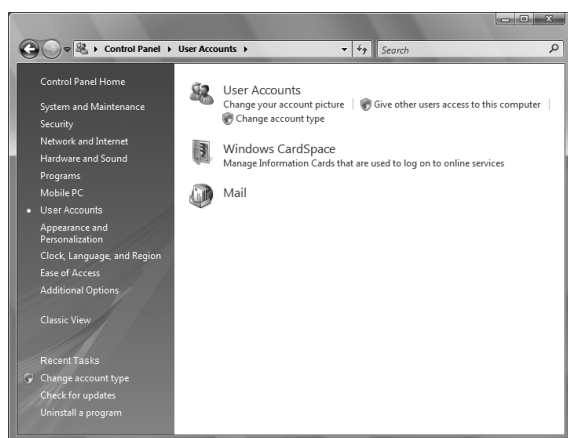 Control Panel
User Accounts
Search
Control Panel Home
System and Maintenance
Security
Network and Internet
Hardware and Sound
Programs
Mobile PC
User Accounts
Appearance and
Personalization
Clock, Language, and Region
Ease of Access
Additional Options
Classic View
Recent Tasks
Change account type
Check for updates
Uninstall a program
User Accounts
Change your account picture
Give other users access to this computer
Change account type
Windows CardSpace
Manage Information Cards that are used to log on to online services
Mail